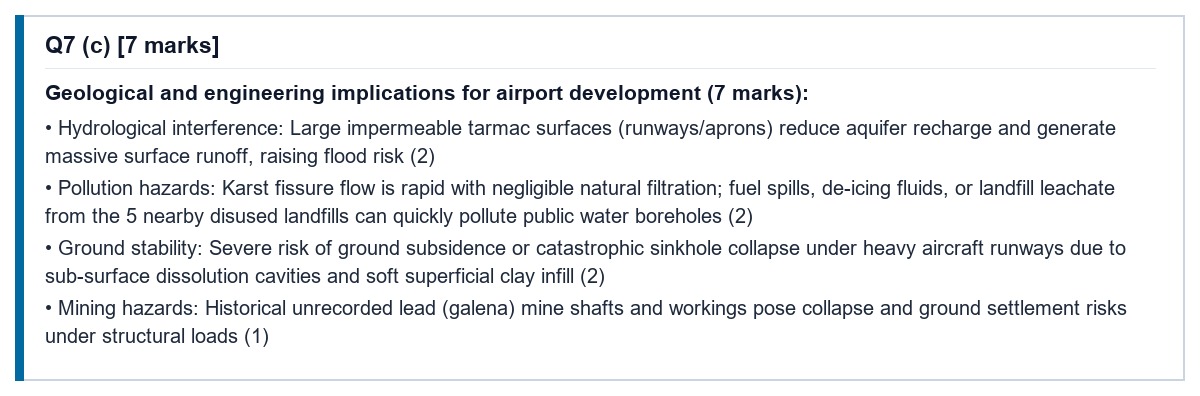 Q7 (c) [7 marks]
Geological and engineering implications for airport development (7 marks):
• Hydrological interference: Large impermeable tarmac surfaces (runways/aprons) reduce aquifer recharge and generate
massive surface runoff, raising flood risk (2)
• Pollution hazards: Karst fissure flow is rapid with negligible natural filtration; fuel spills, de-icing fluids, or landfill leachate
from the 5 nearby disused landfills can quickly pollute public water boreholes (2)
• Ground stability: Severe risk of ground subsidence or catastrophic sinkhole collapse under heavy aircraft runways due to
sub-surface dissolution cavities and soft superficial clay infill (2)
• Mining hazards: Historical unrecorded lead (galena) mine shafts and workings pose collapse and ground settlement risks
under structural loads (1)